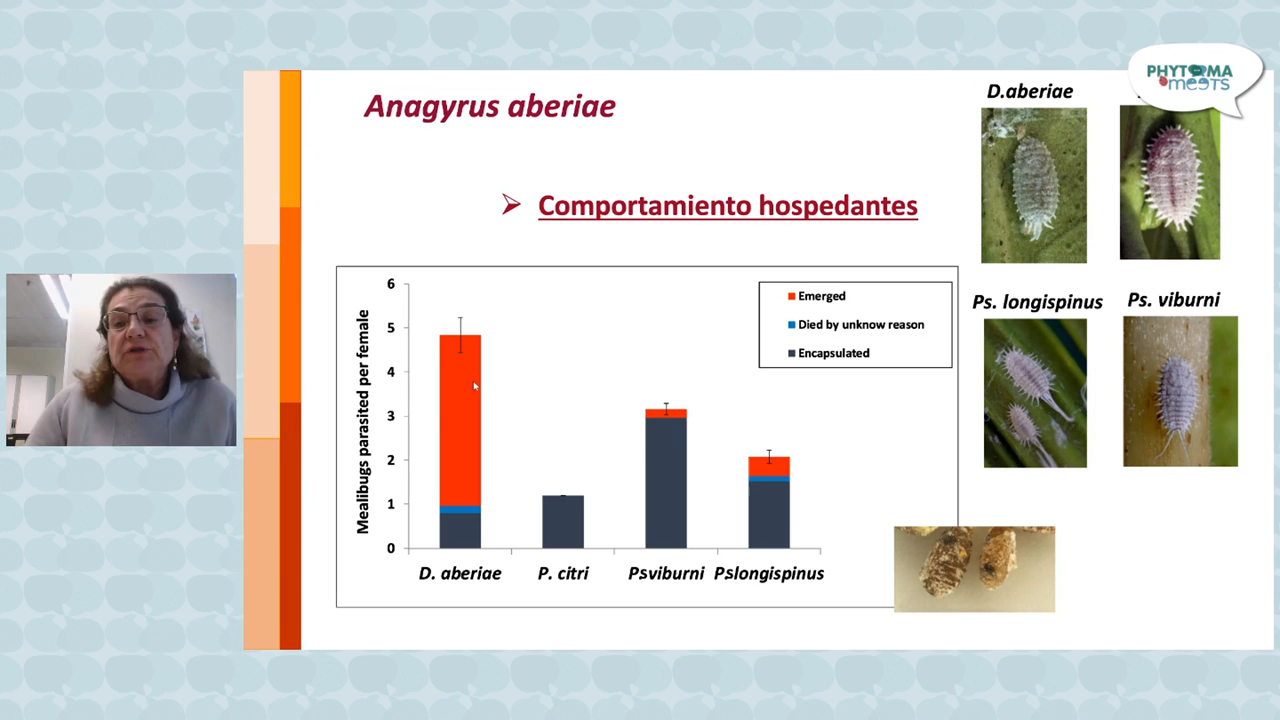 PHYTOMA
meeTS
Anagyrus aberiae
D.aberiae
Comportamiento hospedantes
Ps. longispinus
Ps. viburni
Mealibugs parasited per female
6
5
4
3
2
1
0
Emerged
Died by unknow reason
Encapsulated
D. aberiae
P. citri
Psviburni
Pslongispinus